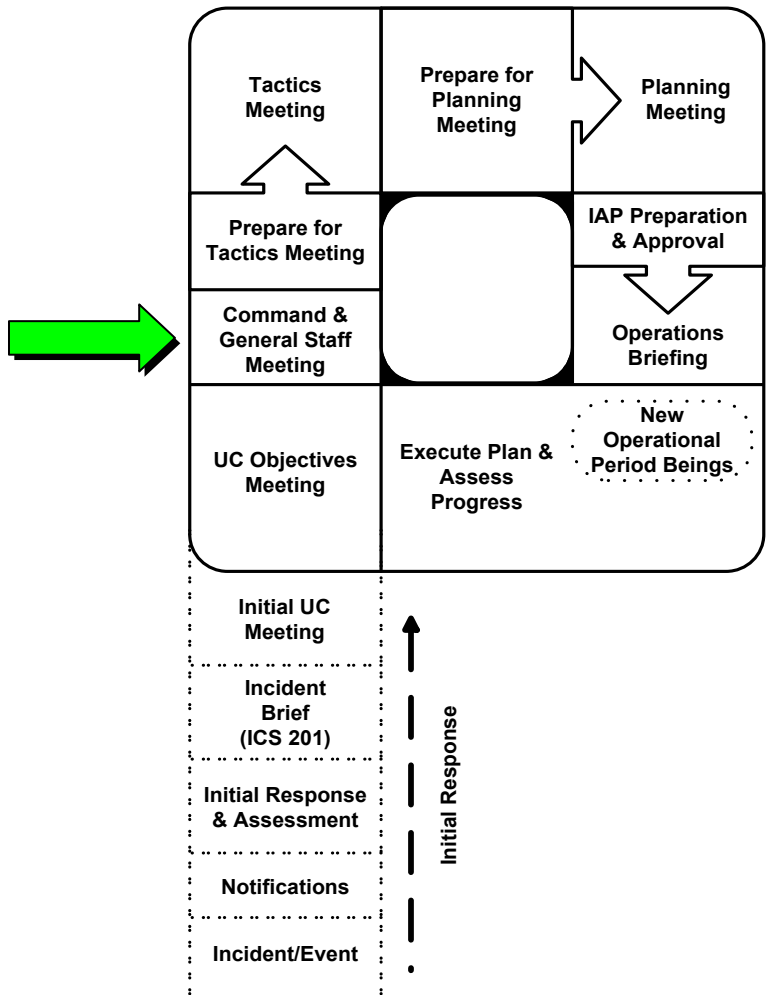 Tactics
Meeting
Prepare for
Planning
Meeting
Planning
Meeting
Prepare for
Tactics Meeting
IAP Preparation
& Approval
Command &
General Staff
Meeting
Operations
Briefing
UC Objectives
Meeting
Execute Plan &
Assess
Progress
New
Operational
Period Beings
Initial UC
Meeting
Incident
Brief
(ICS 201)
Initial Response
& Assessment
Notifications
Incident/Event
Initial Response